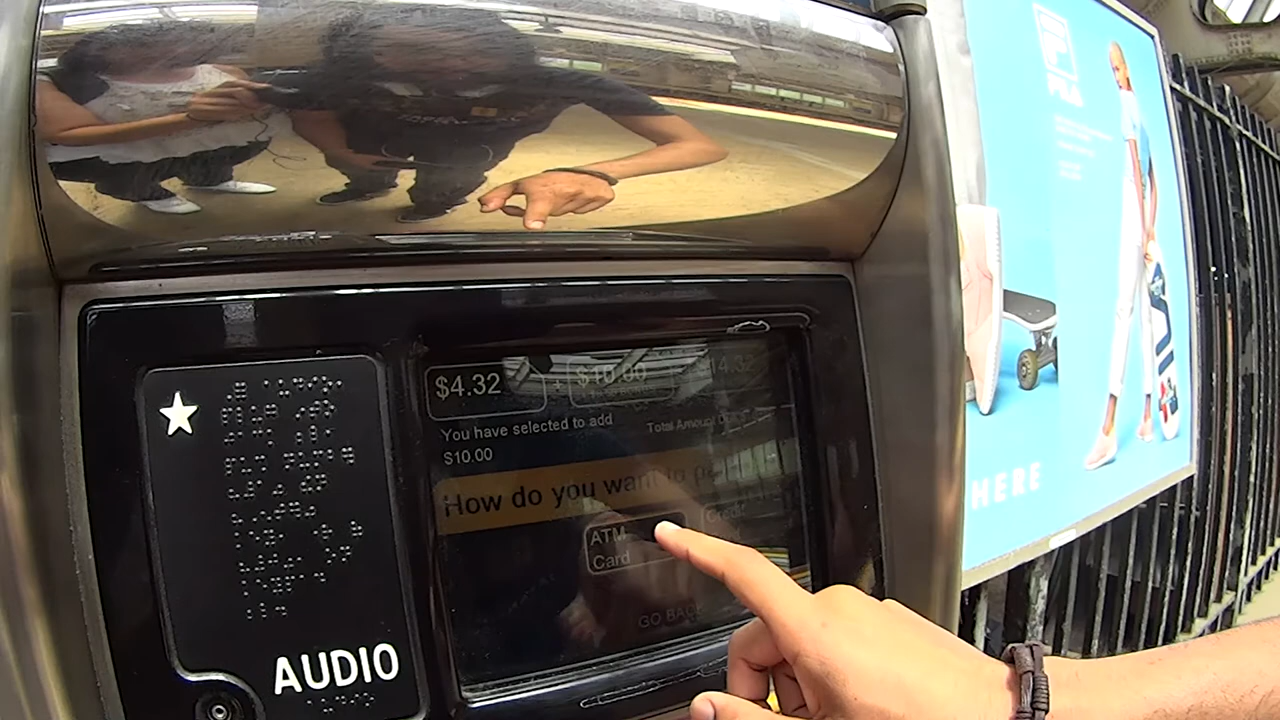 $4.32 + $10.00 $14.32
You have selected to add
$10.00
Total Amount
How do you want to
ATM
Card
Credit
GO BACK
AUDIO
FILA
HERE